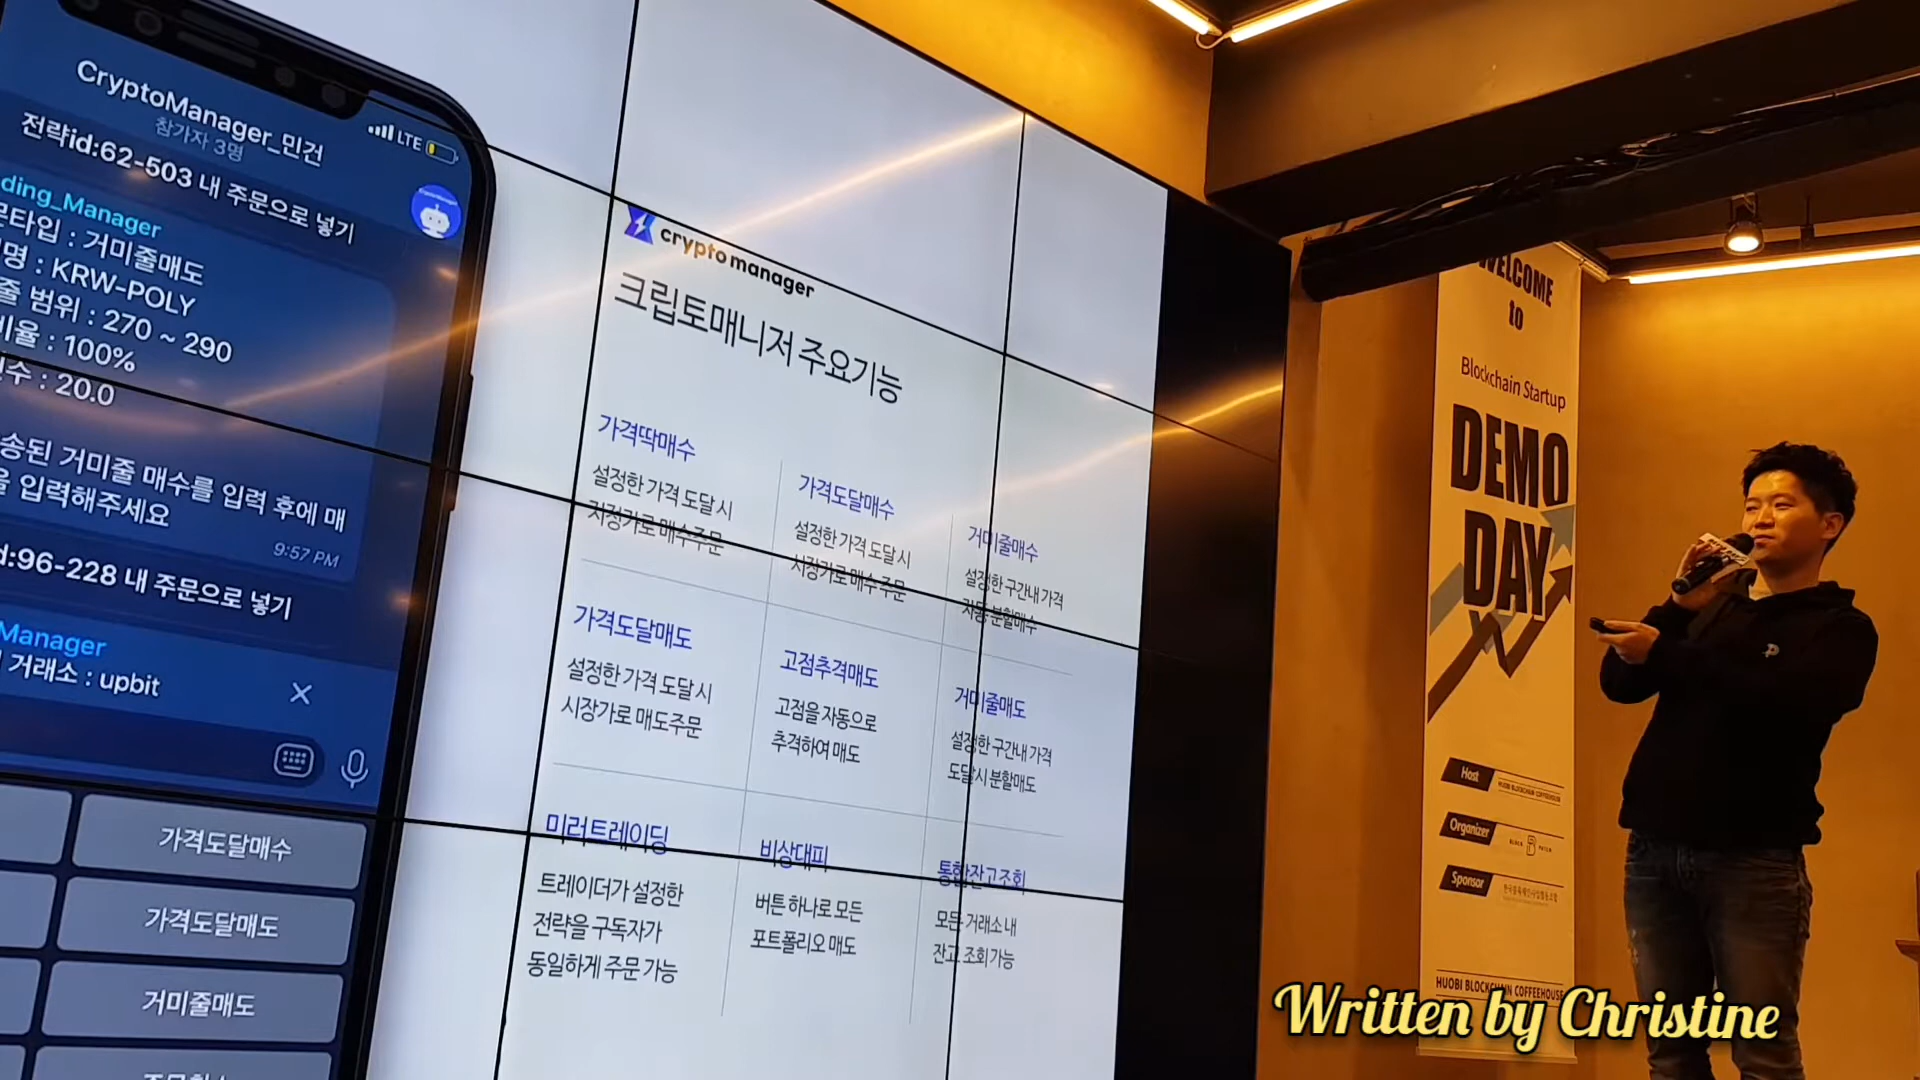 CryptoManager_민건
참가자 3명
LTE
전략id:62-503 내 주문으로 넣기
ding_Manager
타입 : 거미줄매도
명 : KRW-POLY
줄 범위 : 270 ~ 290
비율 : 100%
수 : 20.0
송된 거미줄 매수를 입력 후에 매
을 입력해주세요
9:57 PM
d:96-228 내 주문으로 넣기
Manager
거래소 : upbit
가격도달매수
가격도달매도
거미줄매도
crypto manager
크립토매니저 주요기능
가격딱매수
설정한 가격 도달 시
지정가로 매수주문
가격도달매수
설정한 가격 도달 시
시장가로 매수 주문
거미줄매수
설정한 구간내 가격
자동 분할매수
가격도달매도
설정한 가격 도달 시
시장가로 매도주문
고점추격매도
고점을 자동으로
추격하여 매도
거미줄매도
설정한 구간내 가격
도달시 분할매도
미러트레이딩
트레이더가 설정한
전략을 구독자가
동일하게 주문 가능
비상대피
버튼 하나로 모든
포트폴리오 매도
통합잔고조회
모든 거래소 내
잔고 조회 가능
WELCOME
to
Blockchain Startup
DEMO
DAY
Host
HUOBI BLOCKCHAIN COFFEEHOUSE
Organizer
BLOCK PATCH
Sponsor
HUOBI BLOCKCHAIN COFFEEHOUSE
Written by Christine